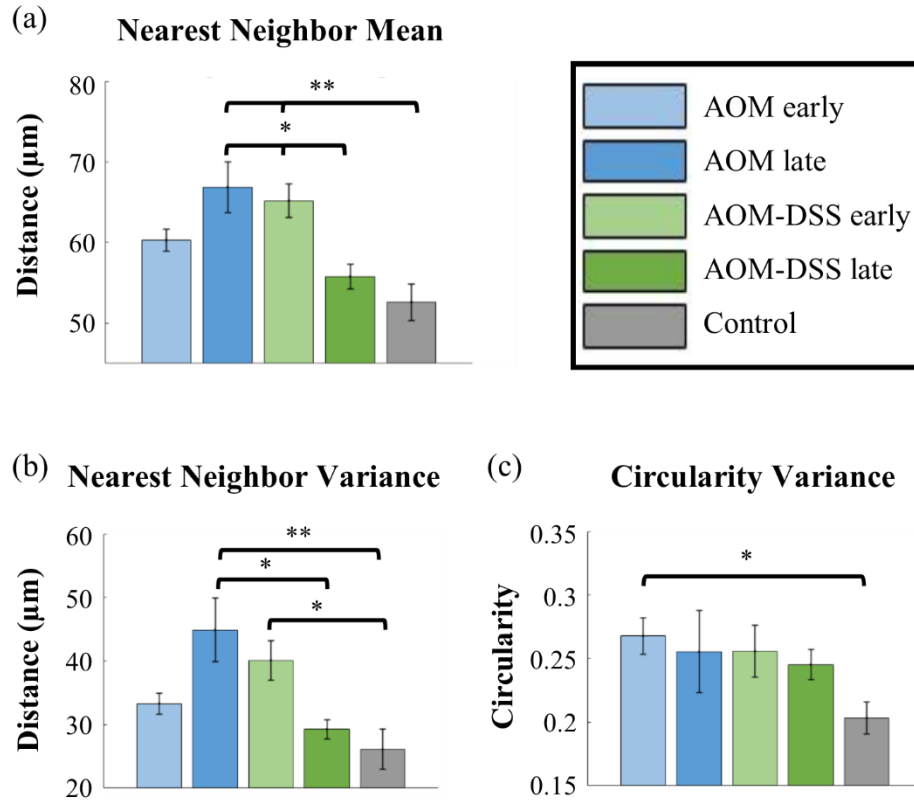 (a)
Nearest Neighbor Mean
Distance (µm)
80
70
60
50
**
*
AOM early
AOM late
AOM-DSS early
AOM-DSS late
Control
(b)
Nearest Neighbor Variance
Distance (µm)
60
50
40
30
20
**
*
*
(c)
Circularity Variance
Circularity
0.35
0.3
0.25
0.2
0.15
*